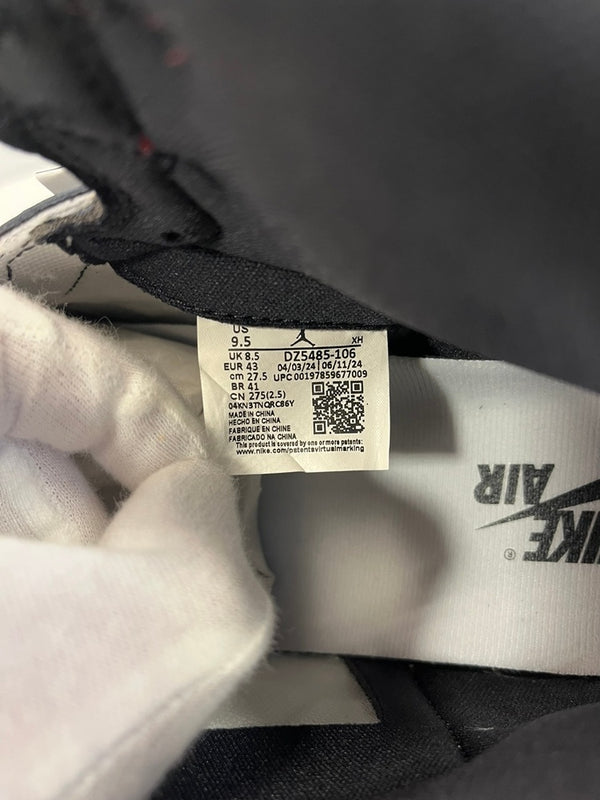 US
9.5 XH
UK 8.5 DZ5485-106
EUR 43 04/03/24 | 06/11/24
cm 27.5 UPC 00197859677009
BR 41
CN 275(2.5)
04KN3TNQRC86Y
MADE IN CHINA
HECHO EN CHINA
FABRIQUE EN CHINE
FABRICADO NA CHINA
This product is covered by one or more patents:
www.nike.com/patentsvirtualmarking
NIKE ®
AIR